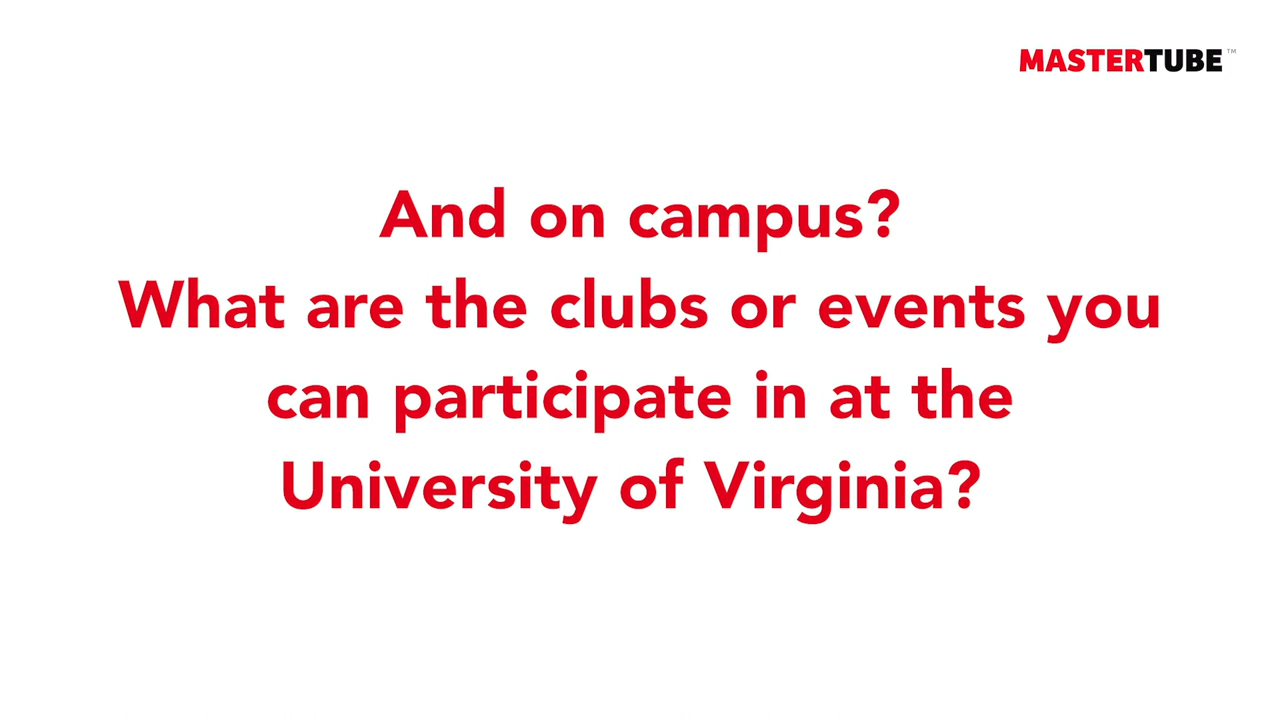 MASTERTUBE™
And on campus?
What are the clubs or events you
can participate in at the
University of Virginia?